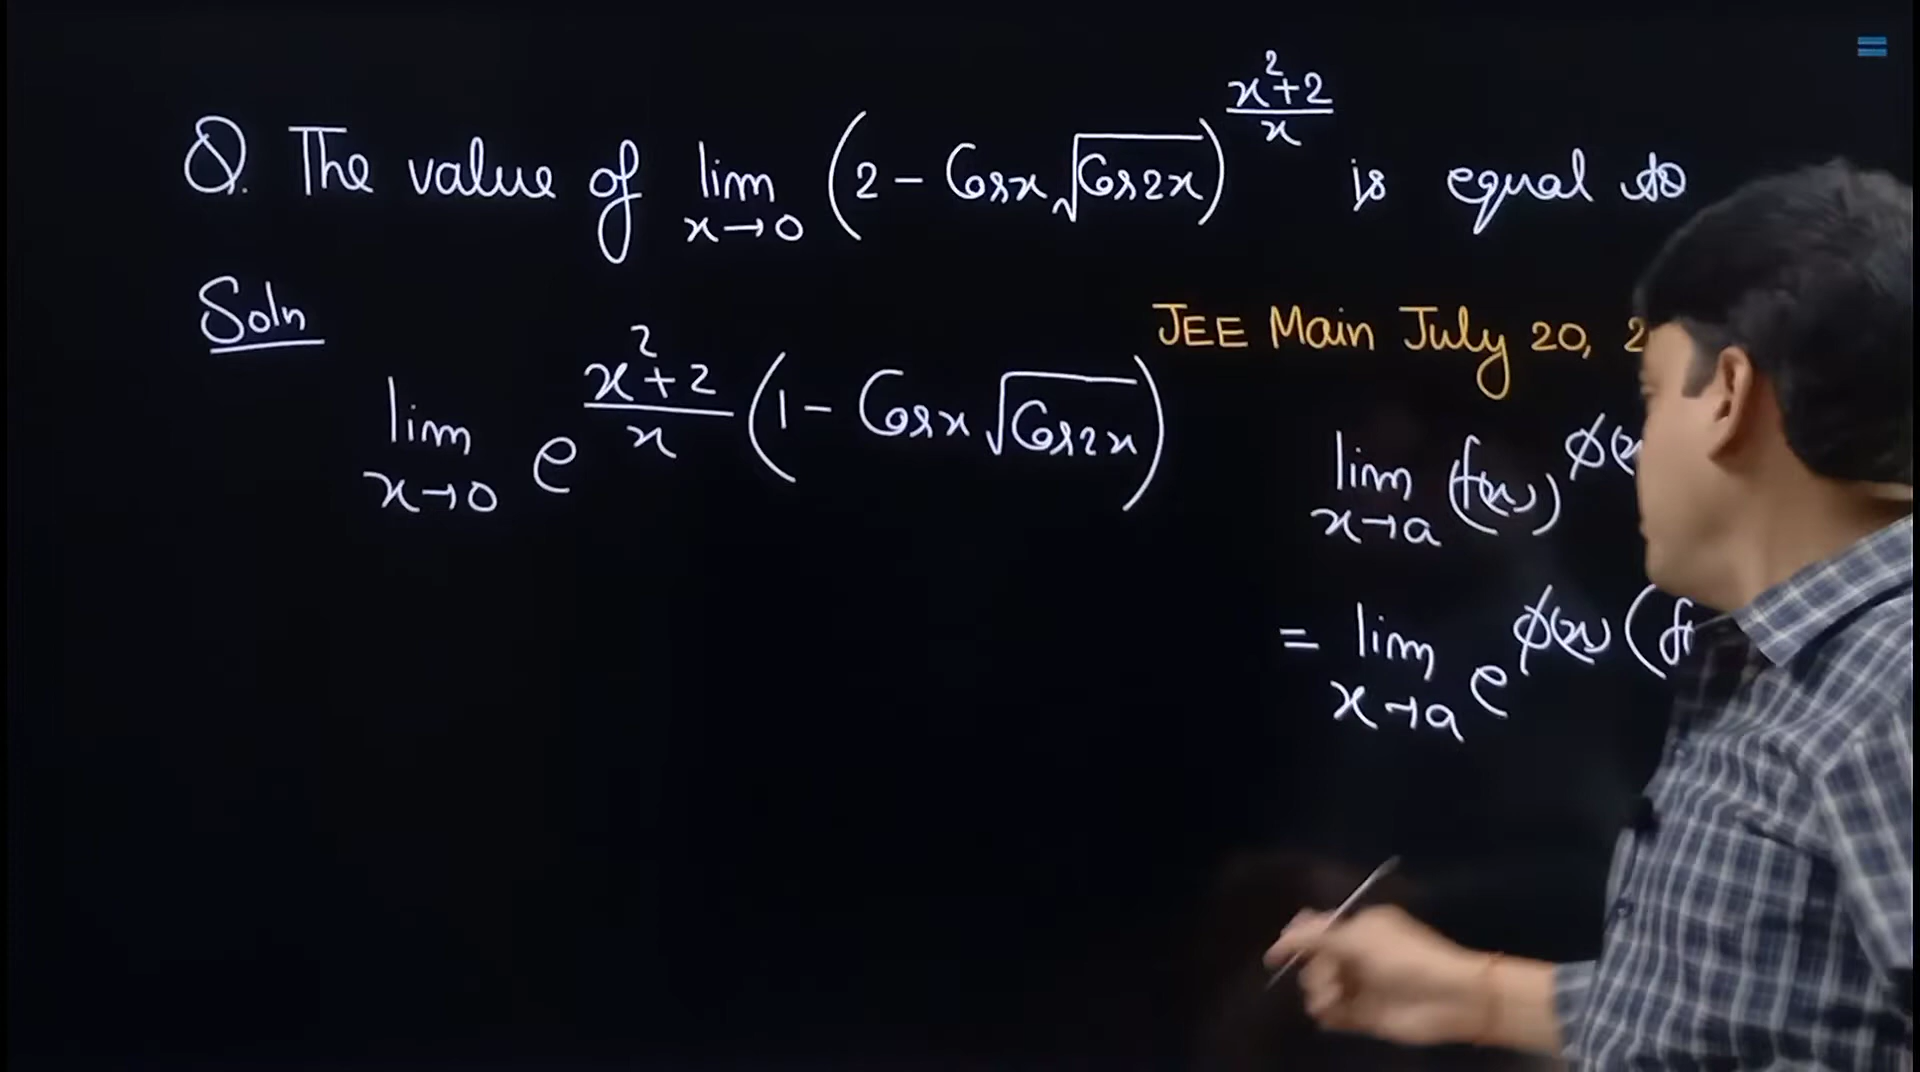 Q. The value of lim x→0 (2 - Cosx √Cos2x)^(x²+2)/x is equal to
Soln
JEE Main July 20, 2
lim x→0 e^(x²+2)/x (1 - Cosx √Cos2x)
lim x→a (f(x))^ϕ(x
= lim x→a e^ϕ(x) (f(